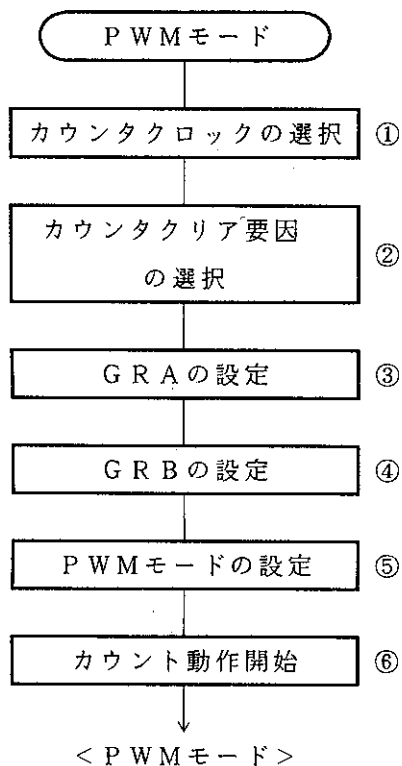 PWMモード
カウンタクロックの選択 ①
カウンタクリア要因
の選択 ②
GRAの設定 ③
GRBの設定 ④
PWMモードの設定 ⑤
カウント動作開始 ⑥
<PWMモード>